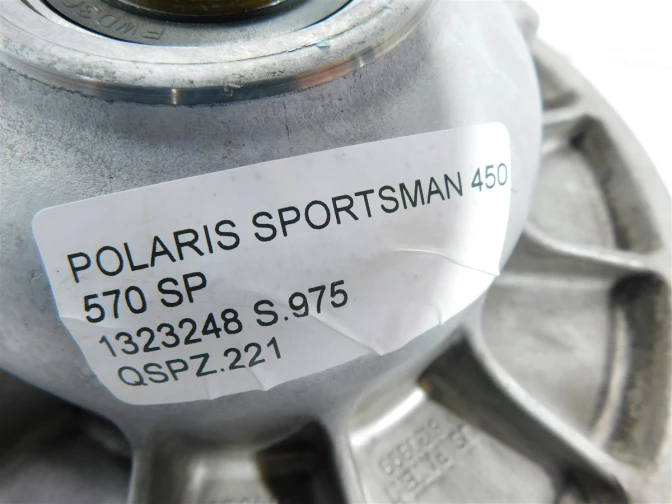 POLARIS SPORTSMAN 450
570 SP
1323248 S.975
QSPZ.221